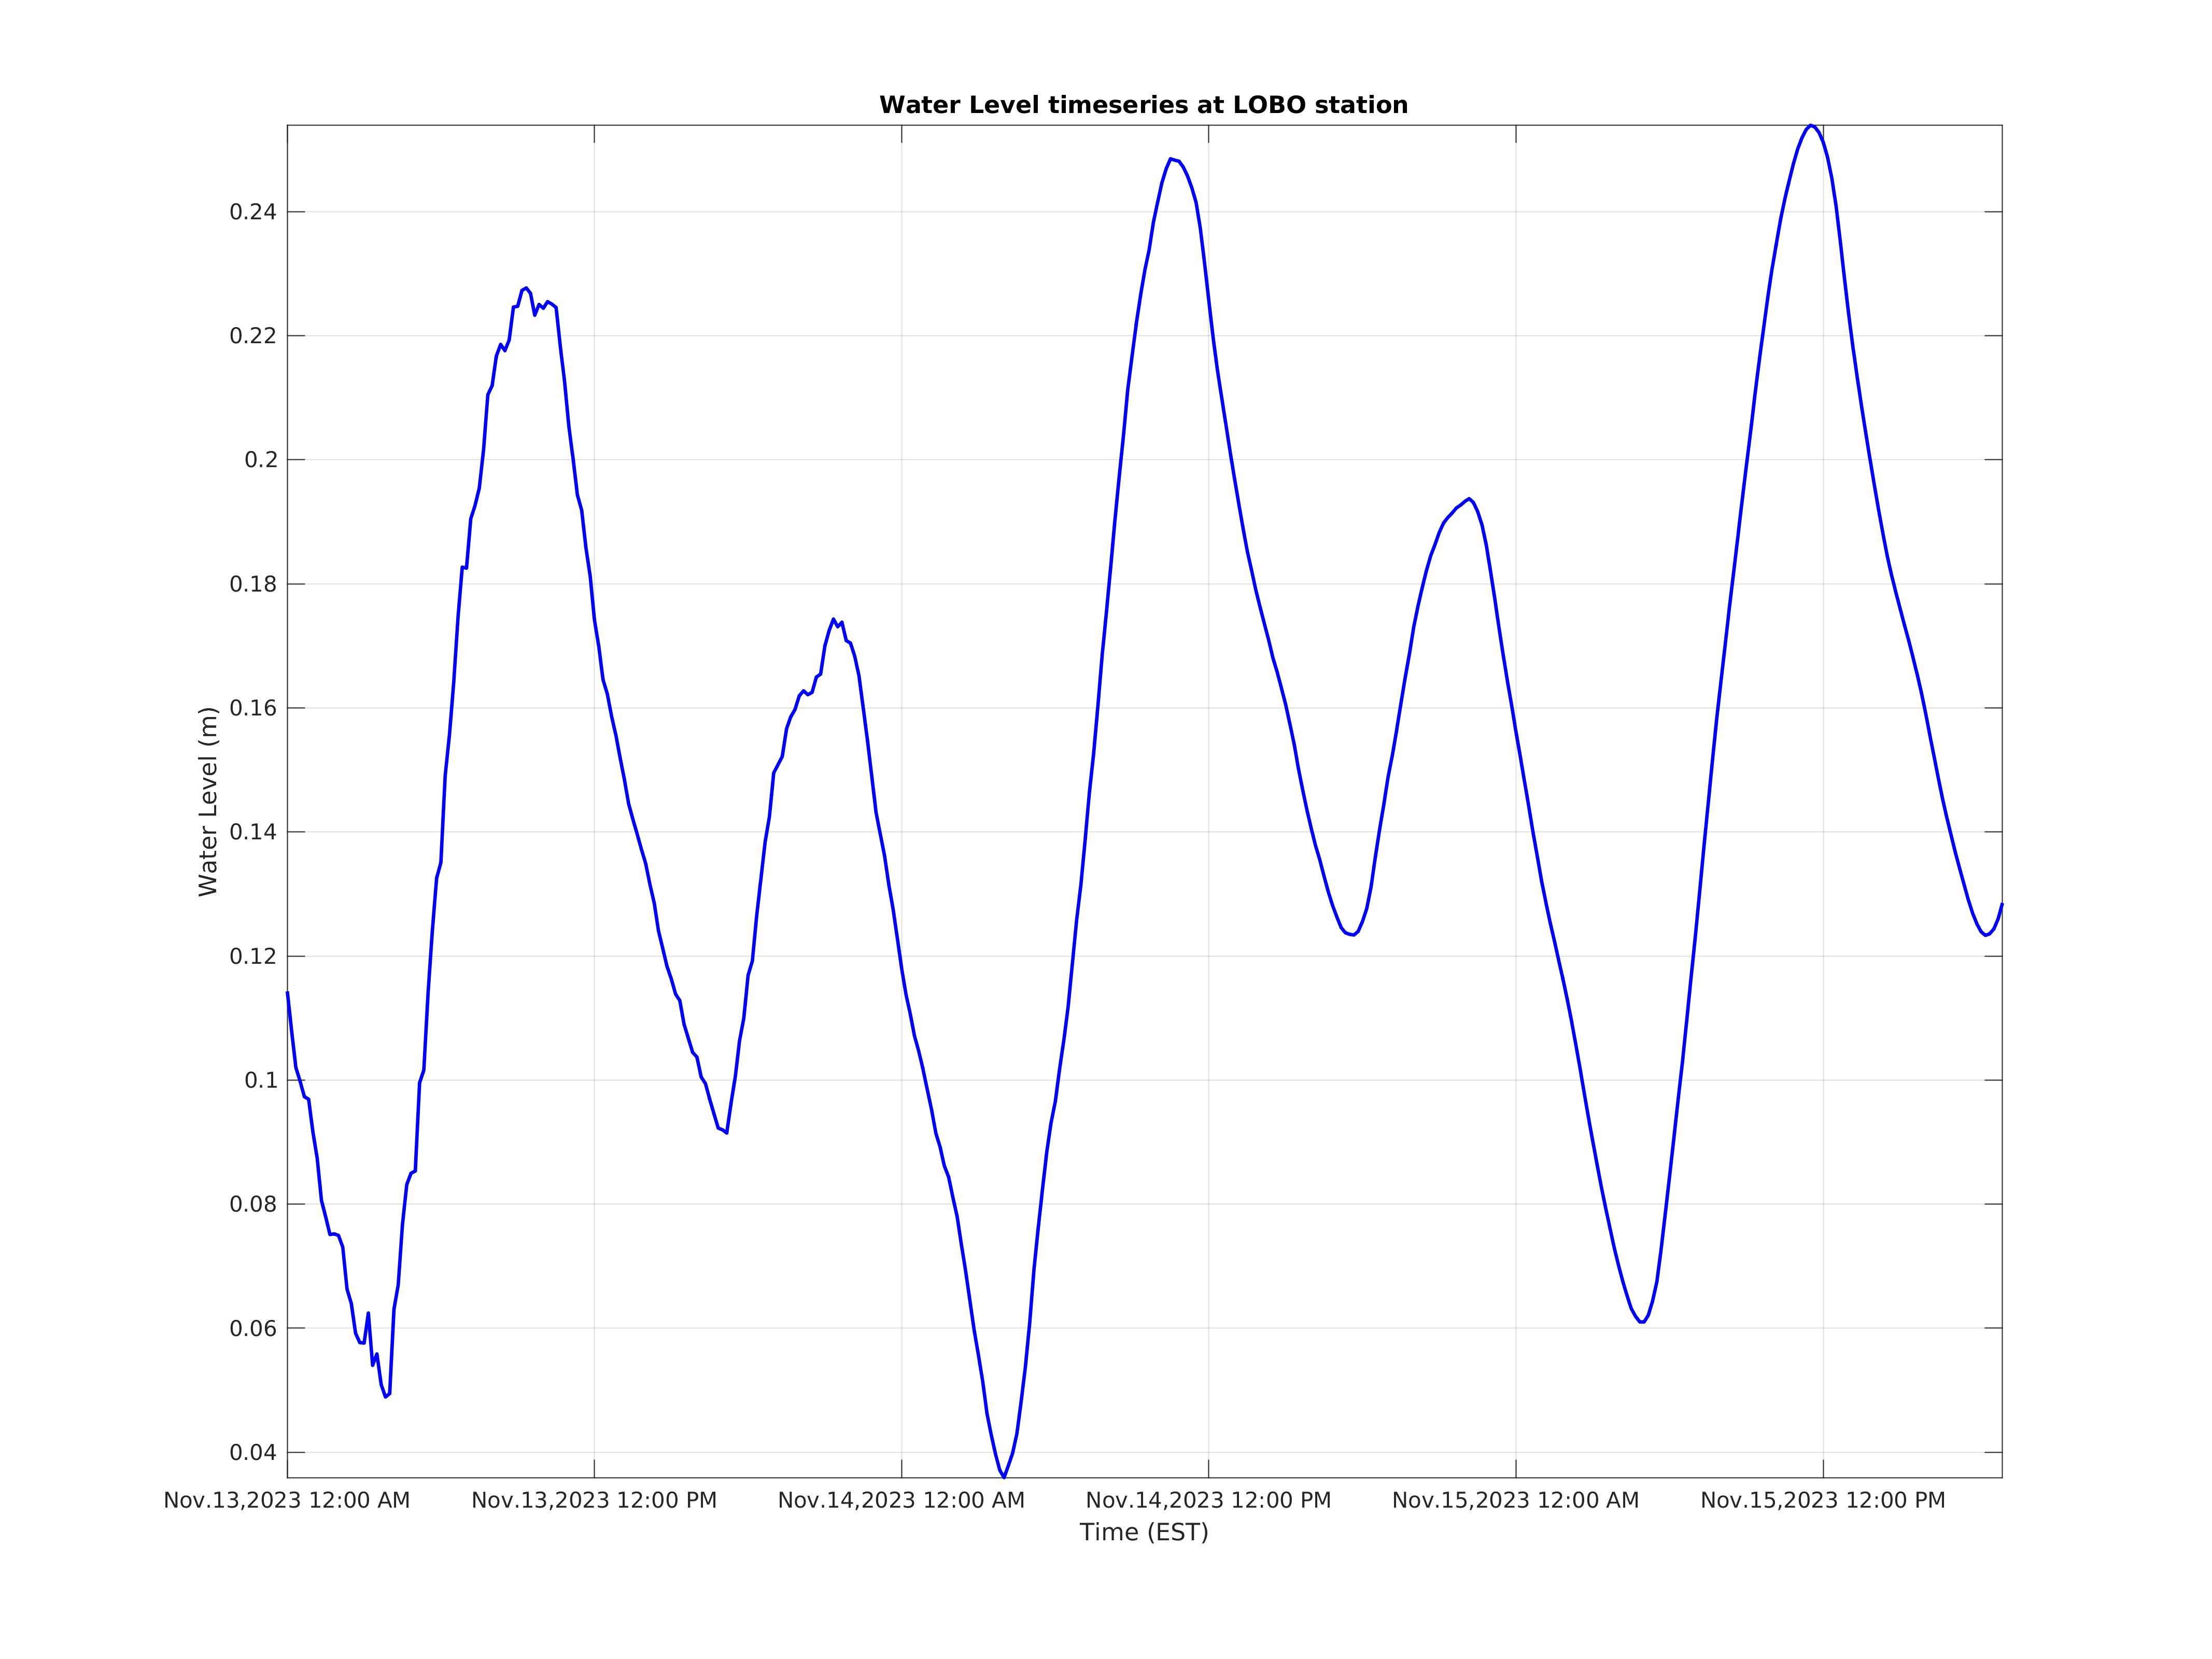 Water Level timeseries at LOBO station
0.24
0.22
0.2
0.18
0.16
0.14
0.12
0.1
0.08
0.06
0.04
Water Level (m)
Nov.13,2023 12:00 AM
Nov.13,2023 12:00 PM
Nov.14,2023 12:00 AM
Nov.14,2023 12:00 PM
Nov.15,2023 12:00 AM
Nov.15,2023 12:00 PM
Time (EST)